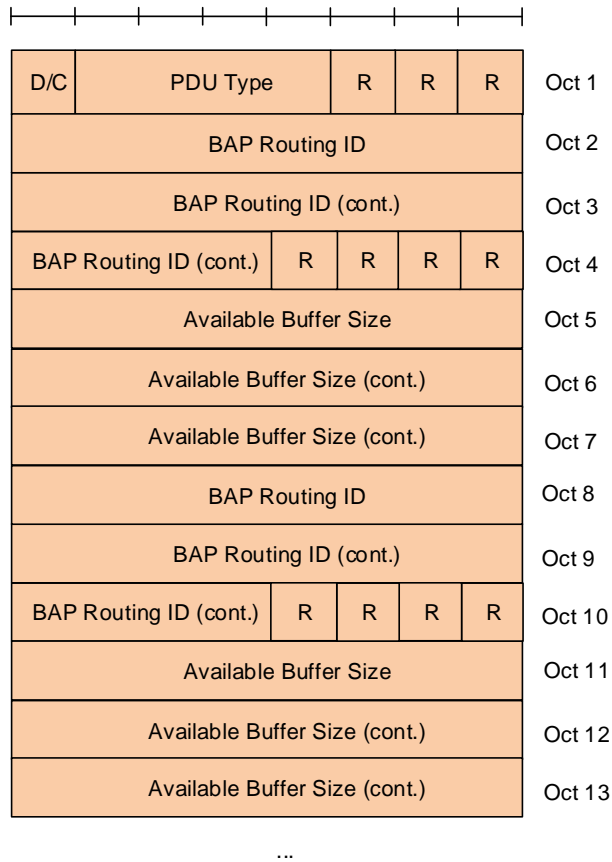 D/C PDU Type R R R Oct 1
BAP Routing ID Oct 2
BAP Routing ID (cont.) Oct 3
BAP Routing ID (cont.) R R R R Oct 4
Available Buffer Size Oct 5
Available Buffer Size (cont.) Oct 6
Available Buffer Size (cont.) Oct 7
BAP Routing ID Oct 8
BAP Routing ID (cont.) Oct 9
BAP Routing ID (cont.) R R R R Oct 10
Available Buffer Size Oct 11
Available Buffer Size (cont.) Oct 12
Available Buffer Size (cont.) Oct 13
...